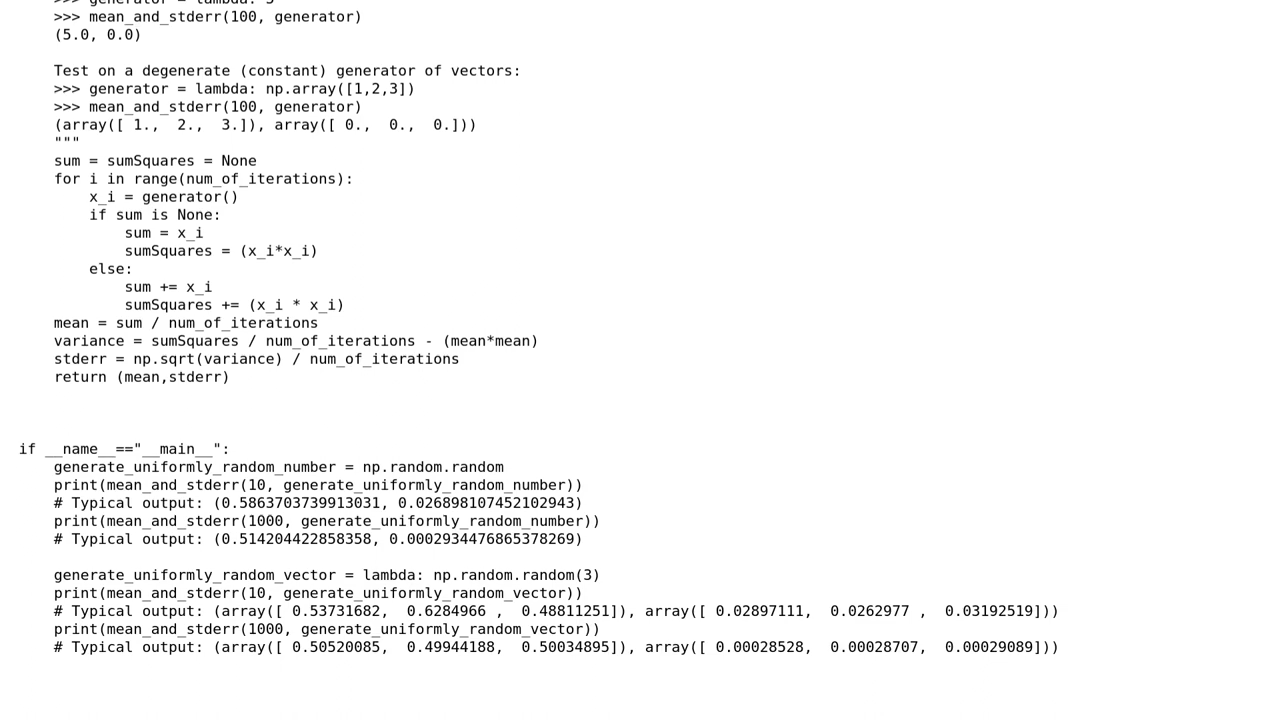 >>> generator = lambda: 5
>>> mean_and_stderr(100, generator)
(5.0, 0.0)
Test on a degenerate (constant) generator of vectors:
>>> generator = lambda: np.array([1,2,3])
>>> mean_and_stderr(100, generator)
(array([ 1.,  2.,  3.]), array([ 0.,  0.,  0.]))
"""
sum = sumSquares = None
for i in range(num_of_iterations):
    x_i = generator()
    if sum is None:
        sum = x_i
        sumSquares = (x_i*x_i)
    else:
        sum += x_i
        sumSquares += (x_i * x_i)
mean = sum / num_of_iterations
variance = sumSquares / num_of_iterations - (mean*mean)
stderr = np.sqrt(variance) / num_of_iterations
return (mean,stderr)
if __name__=="__main__":
    generate_uniformly_random_number = np.random.random
    print(mean_and_stderr(10, generate_uniformly_random_number))
    # Typical output: (0.5863703739913031, 0.026898107452102943)
    print(mean_and_stderr(1000, generate_uniformly_random_number))
    # Typical output: (0.514204422858358, 0.0002934476865378269)
    generate_uniformly_random_vector = lambda: np.random.random(3)
    print(mean_and_stderr(10, generate_uniformly_random_vector))
    # Typical output: (array([ 0.53731682,  0.6284966 ,  0.48811251]), array([ 0.02897111,  0.0262977 ,  0.03192519]))
    print(mean_and_stderr(1000, generate_uniformly_random_vector))
    # Typical output: (array([ 0.50520085,  0.49944188,  0.50034895]), array([ 0.00028528,  0.00028707,  0.00029089]))